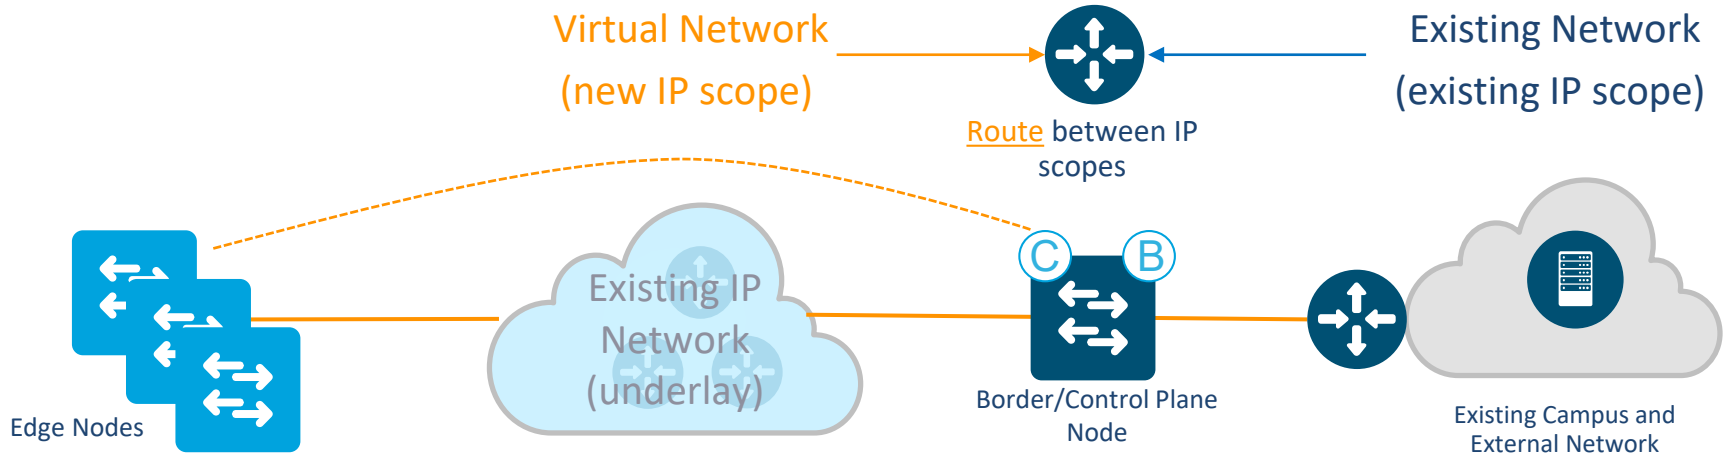 Virtual Network
(new IP scope)
Existing Network
(existing IP scope)
Route between IP
scopes
C
B
Existing IP
Network
(underlay)
Edge Nodes
Border/Control Plane
Node
Existing Campus and
External Network